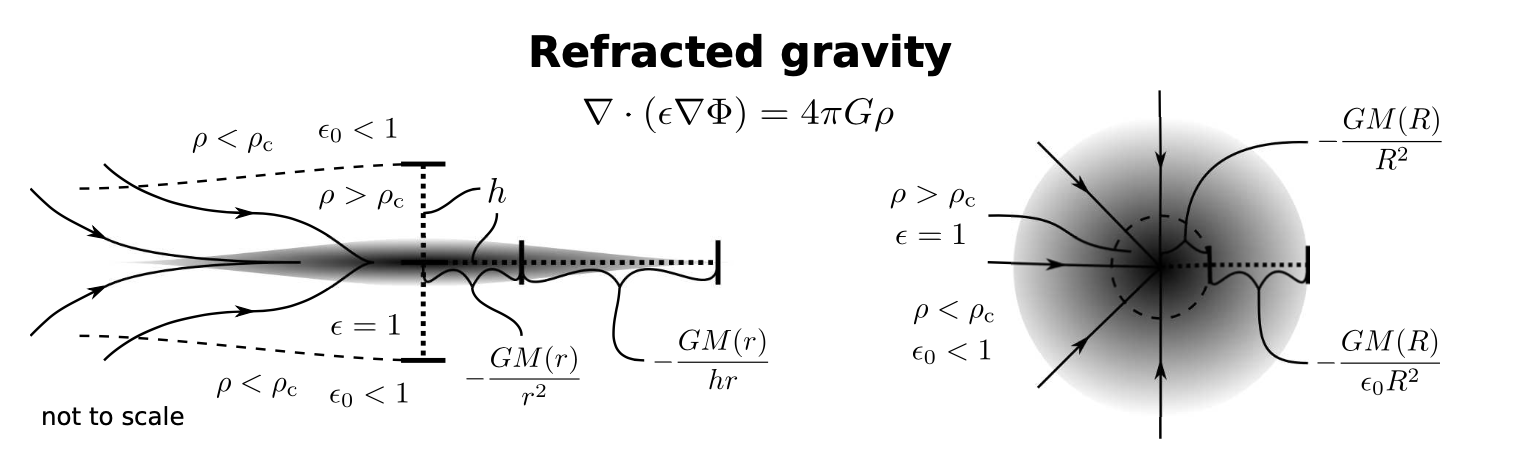 Refracted gravity
∇ · (ϵ∇Φ) = 4πGρ
ρ < ρc
ϵ0 < 1
ρ > ρc
h
ϵ = 1
−GM(r)/r²
−GM(r)/hr
ρ < ρc
ϵ0 < 1
not to scale
−GM(R)/R²
ρ > ρc
ϵ = 1
ρ < ρc
ϵ0 < 1
−GM(R)/ϵ0R²